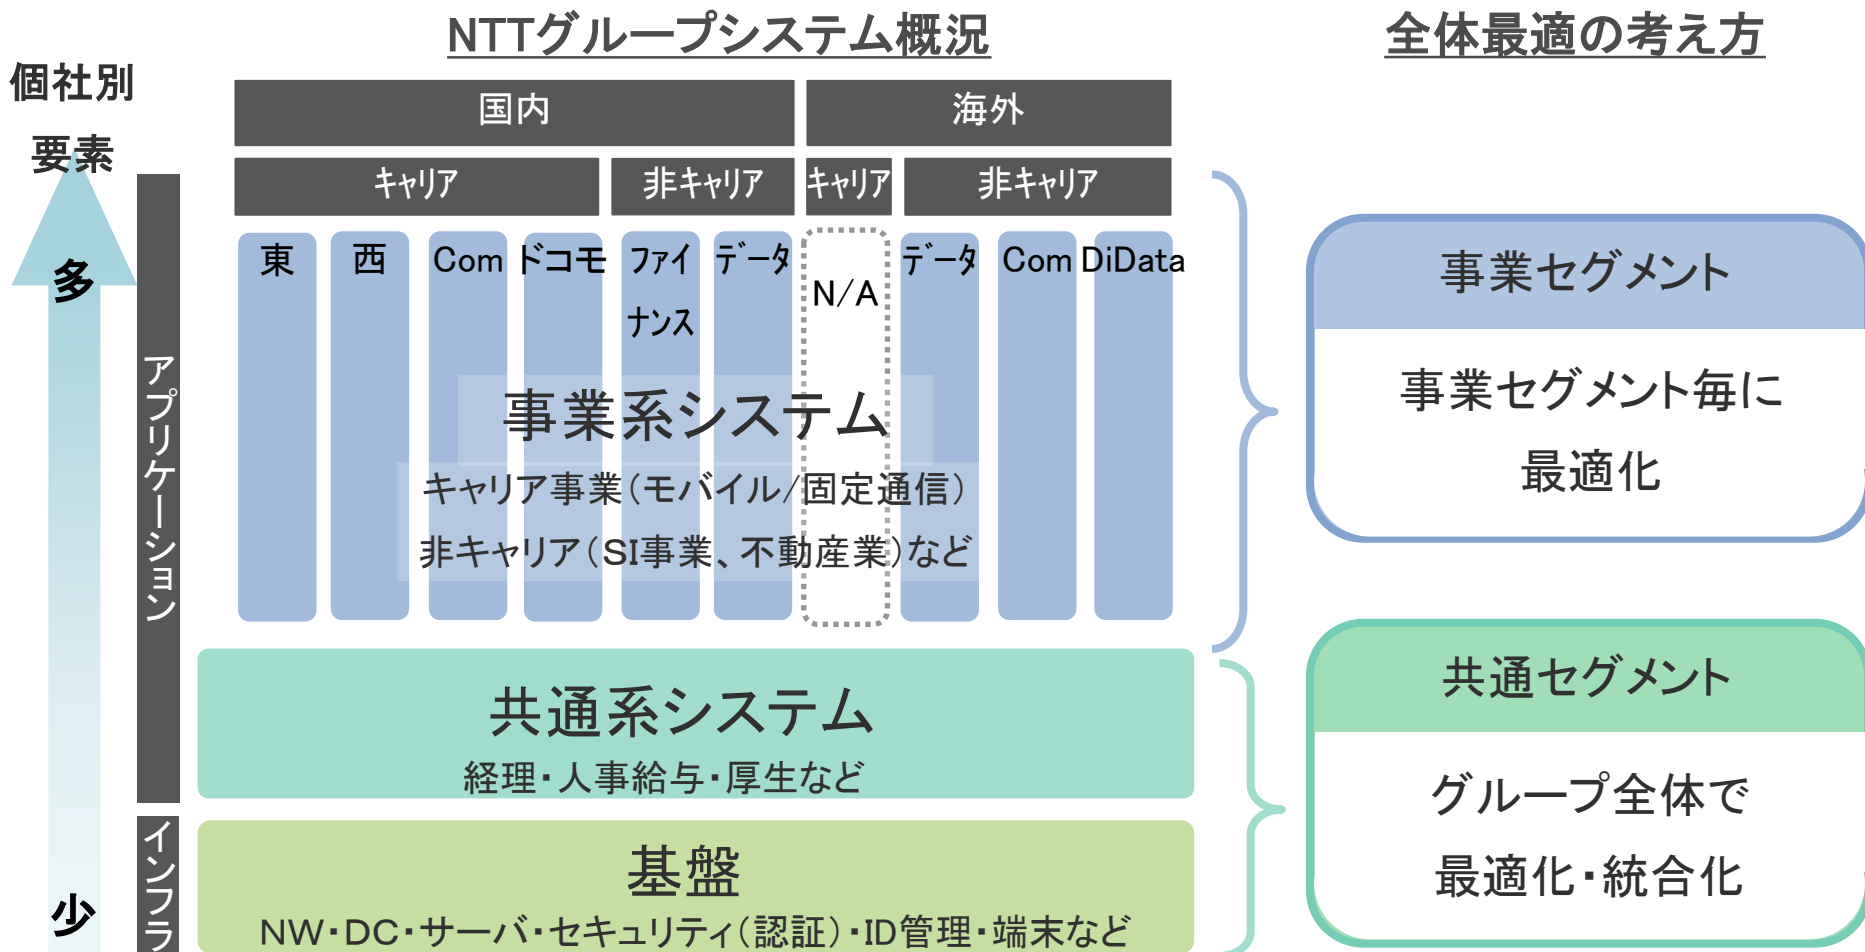 NTTグループシステム概況
全体最適の考え方
個社別
要素
国内
海外
キャリア
非キャリア
キャリア
非キャリア
東
西
Com
ドコモ
ファイ
ナンス
データ
N/A
データ
Com
DiData
多
アプリケーション
事業系システム
キャリア事業(モバイル/固定通信)
非キャリア(SI事業、不動産業)など
事業セグメント
事業セグメント毎に
最適化
共通系システム
経理・人事給与・厚生など
共通セグメント
グループ全体で
最適化・統合化
少
インフラ
基盤
NW・DC・サーバ・セキュリティ(認証)・ID管理・端末など